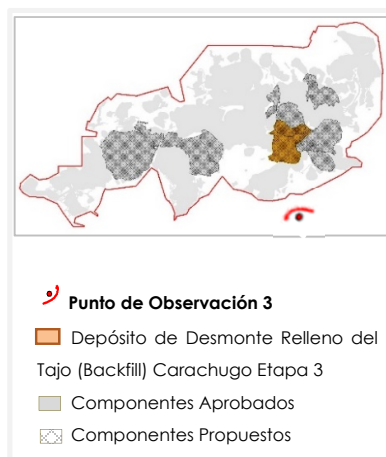 Punto de Observación 3
Depósito de Desmonte Relleno del
Tajo (Backfill) Carachugo Etapa 3
Componentes Aprobados
Componentes Propuestos